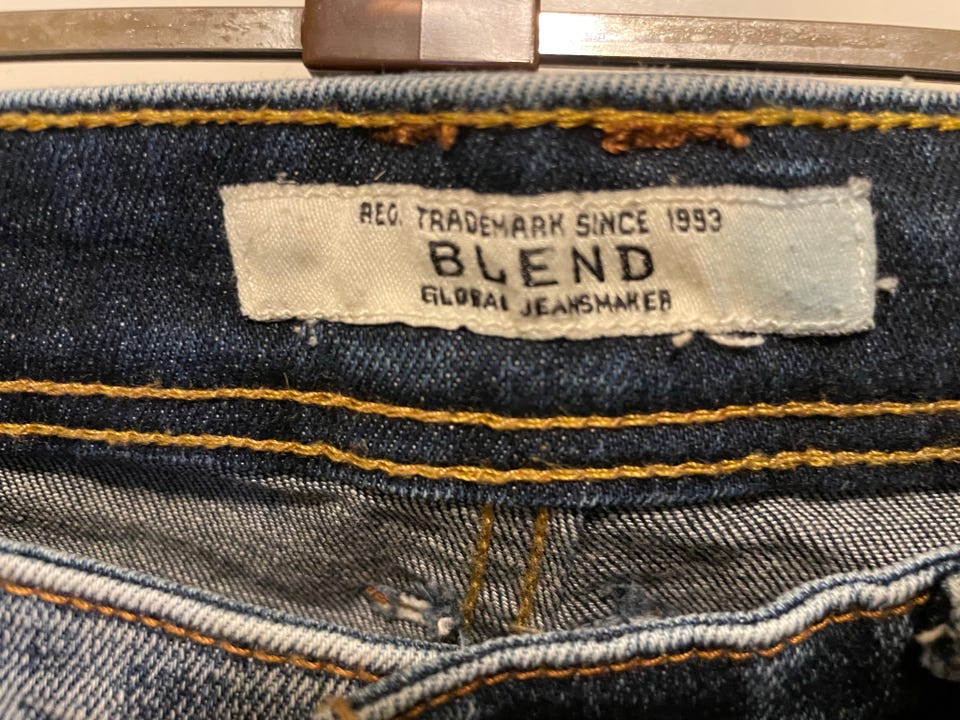 REG. TRADEMARK SINCE 1993
BLEND
GLOBAL JEANSMAKER